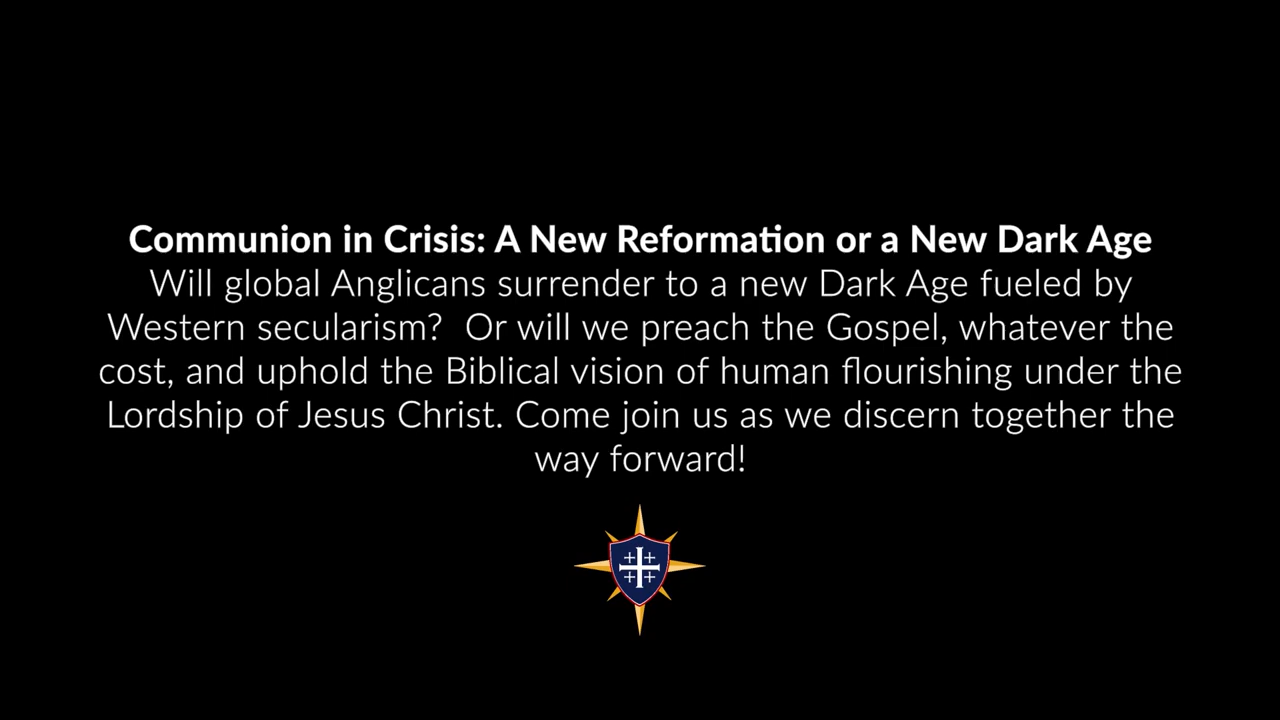 Communion in Crisis: A New Reformation or a New Dark Age
Will global Anglicans surrender to a new Dark Age fueled by
Western secularism?  Or will we preach the Gospel, whatever the
cost, and uphold the Biblical vision of human flourishing under the
Lordship of Jesus Christ. Come join us as we discern together the
way forward!